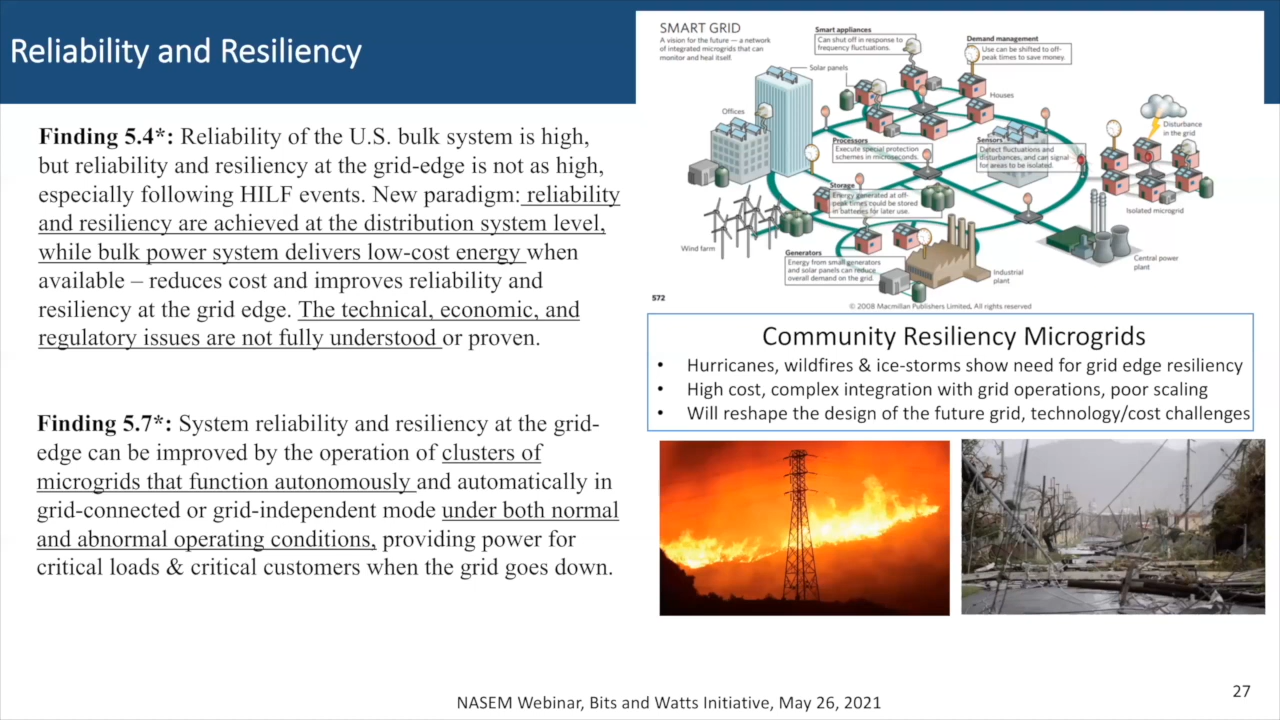 Reliability and Resiliency
Finding 5.4*: Reliability of the U.S. bulk system is high,
but reliability and resilience at the grid-edge is not as high,
especially following HILF events. New paradigm: reliability
and resilience are achieved at the distribution system level,
while bulk power system delivers low-cost energy when
available – reduces cost and improves reliability and
resiliency at the grid edge. The technical, economic, and
regulatory issues are not fully understood or proven.
Finding 5.7*: System reliability and resiliency at the grid-
edge can be improved by the operation of clusters of
microgrids that function autonomously and automatically in
grid-connected or grid-independent mode under both normal
and abnormal operating conditions, providing power for
critical loads & critical customers when the grid goes down.
SMART GRID
A vision for the future — a network
of integrated microgrids that can
monitor and heal itself.
Smart appliances
Can shut off in response to
frequency fluctuations.
Demand management
Use can be shifted to off-
peak times to save money.
Solar panels
Houses
Offices
Disturbance
in the grid
Processors
Execute special protection
schemes in microseconds.
Sensors
Detect fluctuations and
disturbances, and can signal
for areas to be isolated.
Storage
Energy generated at off-
peak times could be stored
in batteries for later use.
Isolated microgrid
Wind farm
Generators
Energy from small generators
and solar panels can reduce
overall demand on the grid.
Central power
plant
Industrial
plant
572
© 2008 Macmillan Publishers Limited. All rights reserved
Community Resiliency Microgrids
• Hurricanes, wildfires & ice-storms show need for grid edge resiliency
• High cost, complex integration with grid operations, poor scaling
• Will reshape the design of the future grid, technology/cost challenges
NASEM Webinar, Bits and Watts Initiative, May 26, 2021
27